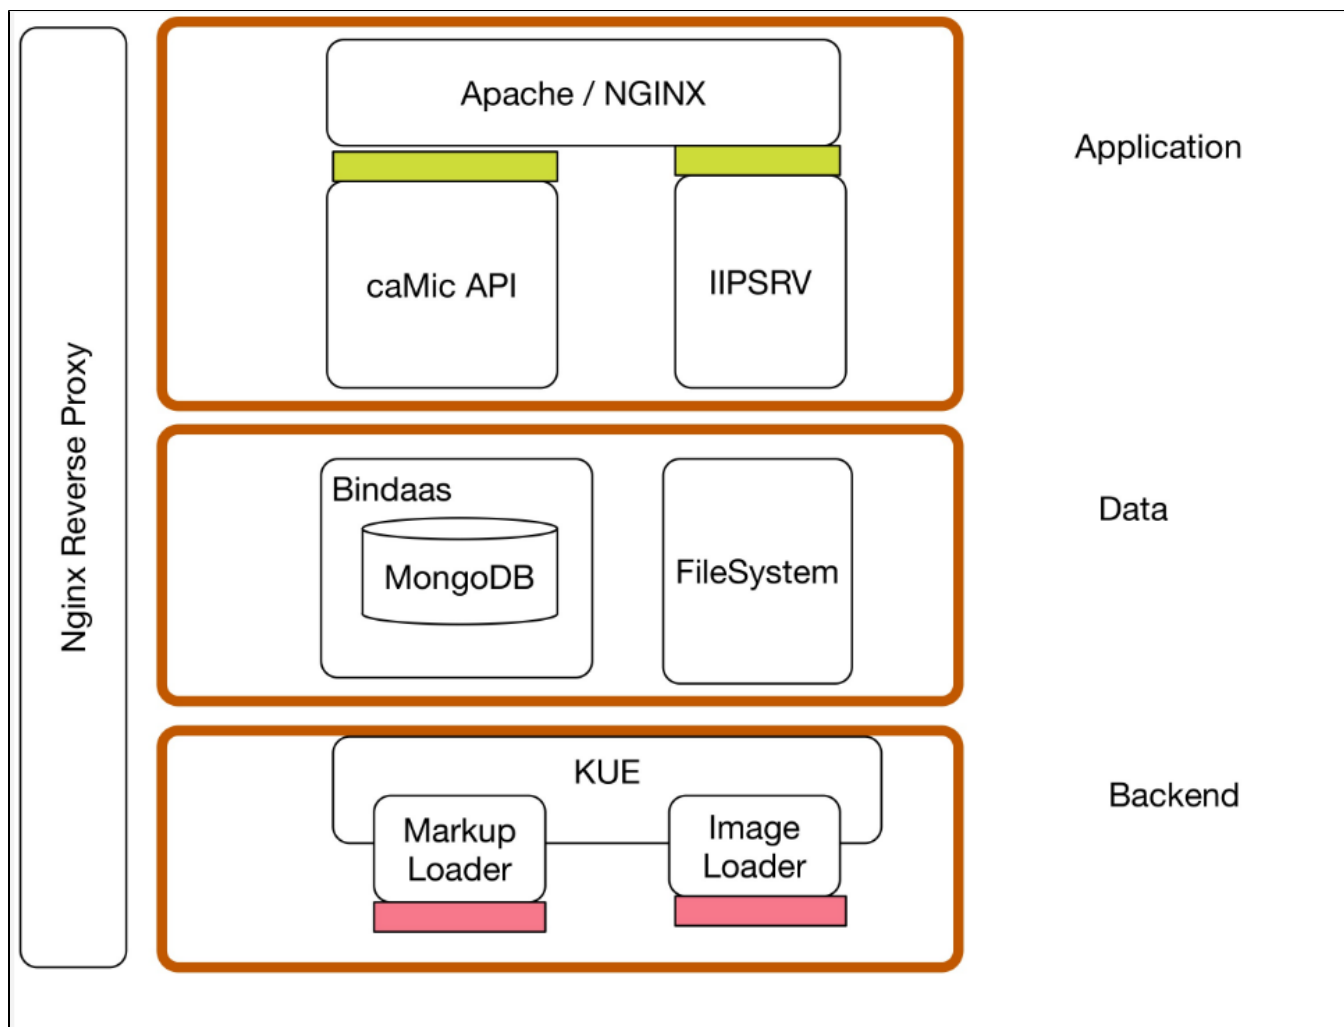 Nginx Reverse Proxy
Apache / NGINX
Application
caMic API
IIPSRV
Bindaas
MongoDB
FileSystem
Data
KUE
Markup
Loader
Image
Loader
Backend